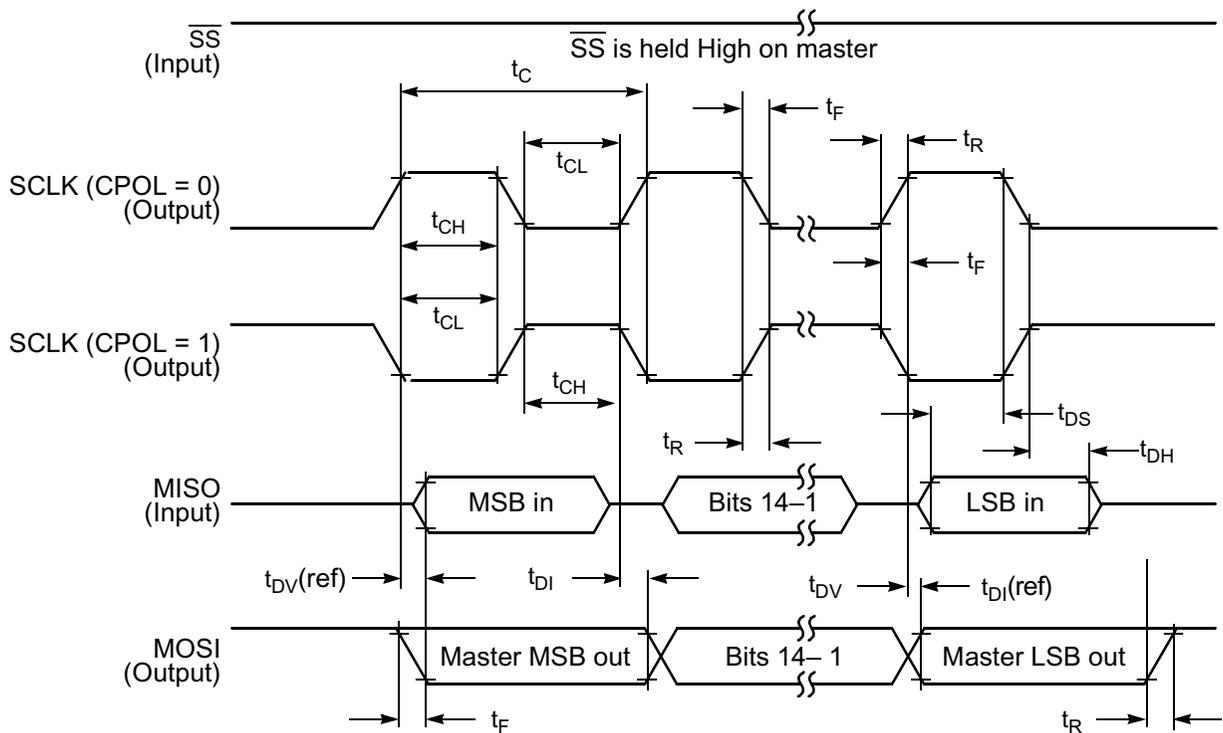 SS
(Input)
SS is held High on master
tC
tF
tR
tCL
SCLK (CPOL = 0)
(Output)
tCH
tF
tCL
SCLK (CPOL = 1)
(Output)
tCH
tDS
tR
tDH
MISO
(Input)
MSB in
Bits 14–1
LSB in
tDV(ref)
tDI
tDV
tDI(ref)
MOSI
(Output)
Master MSB out
Bits 14– 1
Master LSB out
tF
tR